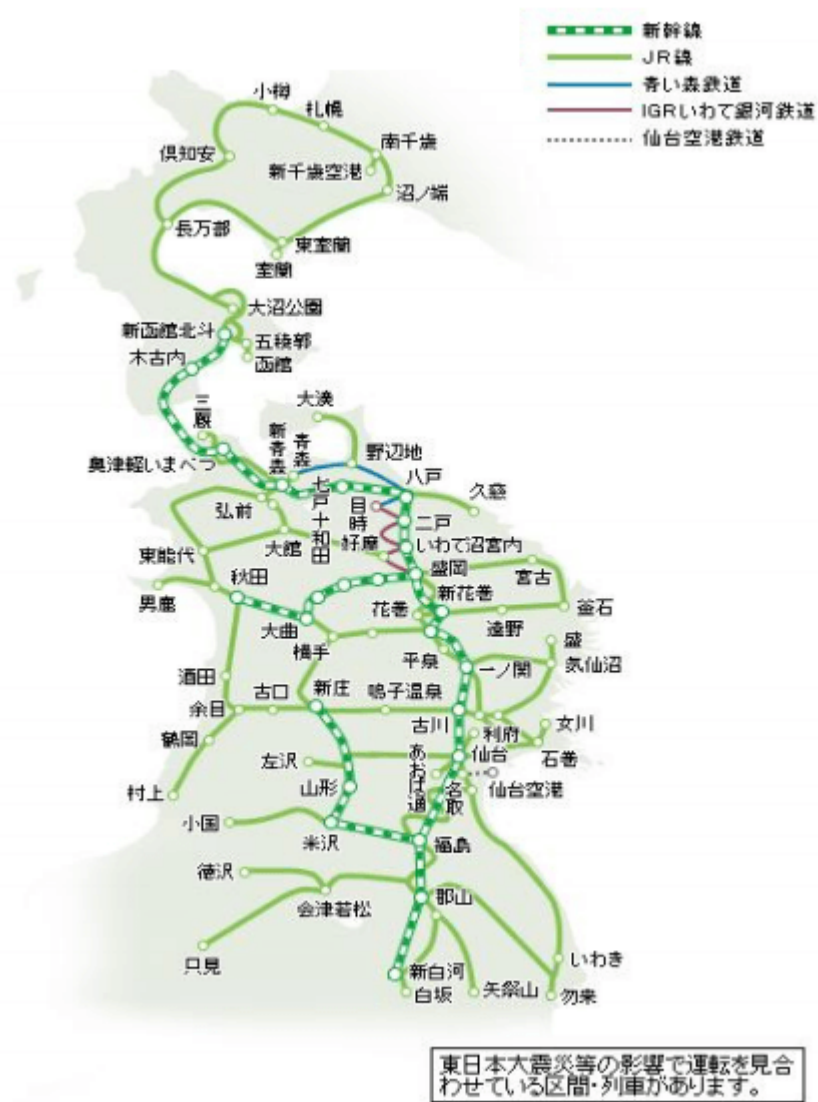 新幹線
JR線
青い森鉄道
IGRいわて銀河鉄道
仙台空港鉄道
小樽
札幌
倶知安
南千歳
新千歳空港
沼ノ端
長万部
東室蘭
室蘭
大沼公園
新函館北斗
五稜郭
木古内
函館
三厩
大湊
新青森
青森
野辺地
奥津軽いまべつ
八戸
久慈
弘前
七戸十和田
目時
二戸
大館
好摩
いわて沼宮内
東能代
盛岡
宮古
秋田
新花巻
男鹿
花巻
釜石
大曲
遠野
横手
盛
平泉
一ノ関
気仙沼
酒田
新庄
古口
鳴子温泉
余目
古川
女川
利府
鶴岡
仙台
石巻
左沢
あおば通
山形
名取
仙台空港
村上
小国
米沢
福島
徳沢
郡山
会津若松
只見
いわき
新白河
白坂
矢祭山
勿来
東日本大震災等の影響で運転を見合
わせている区間・列車があります。